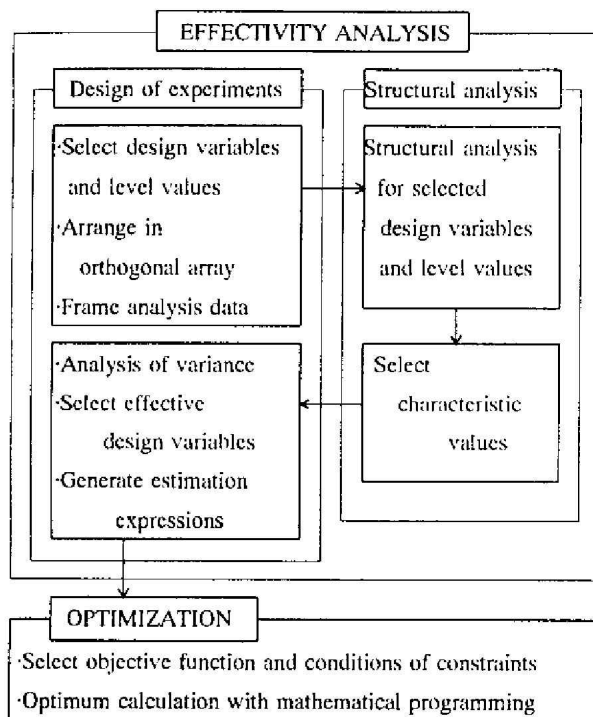 EFFECTIVITY ANALYSIS
Design of experiments
·Select design variables
and level values
·Arrange in
orthogonal array
·Frame analysis data
Structural analysis
Structural analysis
for selected
design variables
and level values
Select
characteristic
values
·Analysis of variance
·Select effective
design variables
·Generate estimation
expressions
OPTIMIZATION
·Select objective function and conditions of constraints
·Optimum calculation with mathematical programming